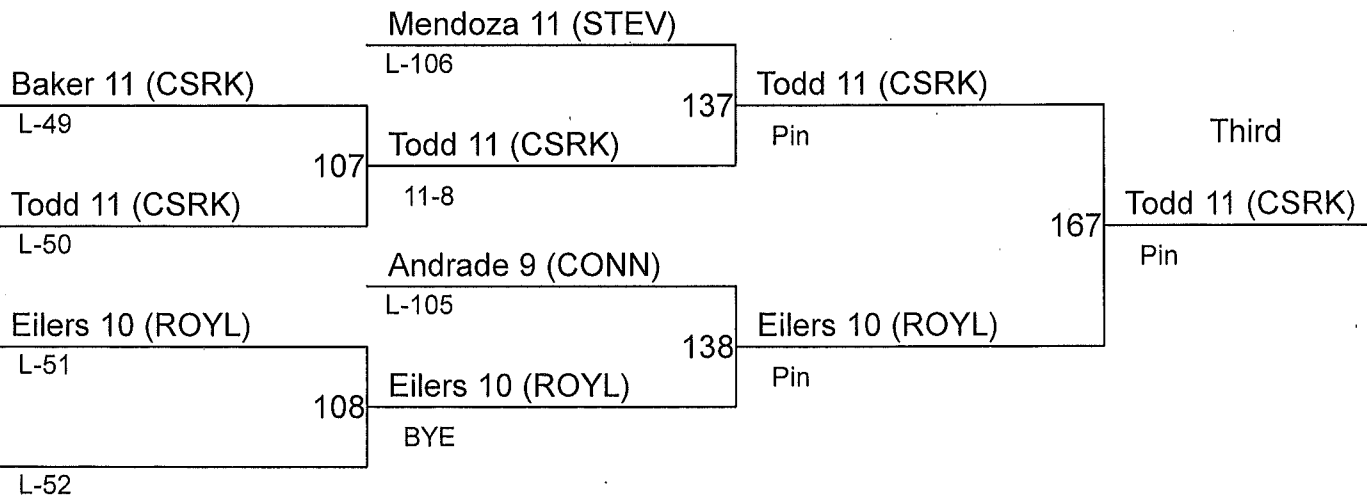 Mendoza 11 (STEV)
L-106
Baker 11 (CSRK)
L-49
137
Todd 11 (CSRK)
Pin
Third
107
Todd 11 (CSRK)
11-8
Todd 11 (CSRK)
L-50
167
Todd 11 (CSRK)
Pin
Andrade 9 (CONN)
L-105
Eilers 10 (ROYL)
L-51
138
Eilers 10 (ROYL)
Pin
108
Eilers 10 (ROYL)
BYE
L-52